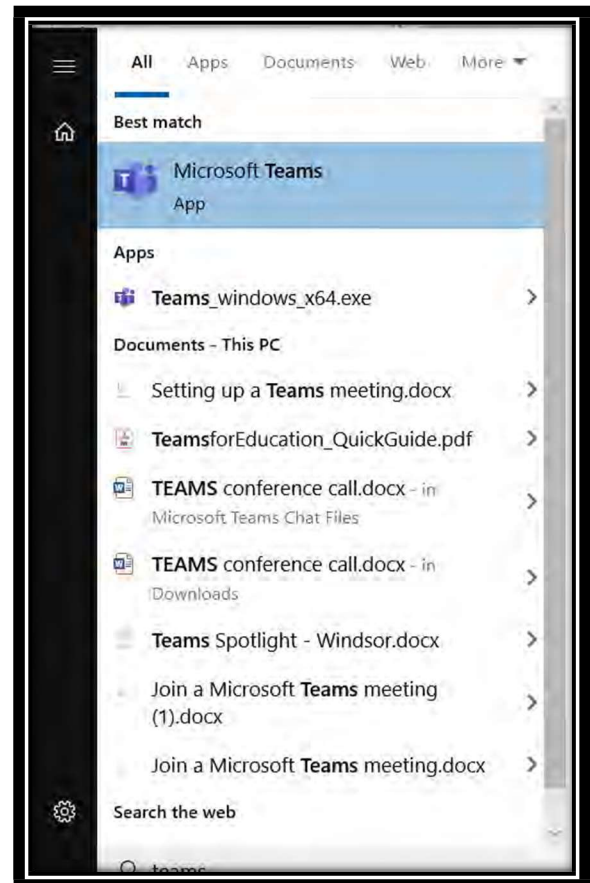 All Apps Documents Web More
Best match
Microsoft Teams
App
Apps
Teams_windows_x64.exe
Documents - This PC
Setting up a Teams meeting.docx
TeamsforEducation_QuickGuide.pdf
TEAMS conference call.docx - in
Microsoft Teams Chat Files
TEAMS conference call.docx - in
Downloads
Teams Spotlight - Windsor.docx
Join a Microsoft Teams meeting
(1).docx
Join a Microsoft Teams meeting.docx
Search the web
teams